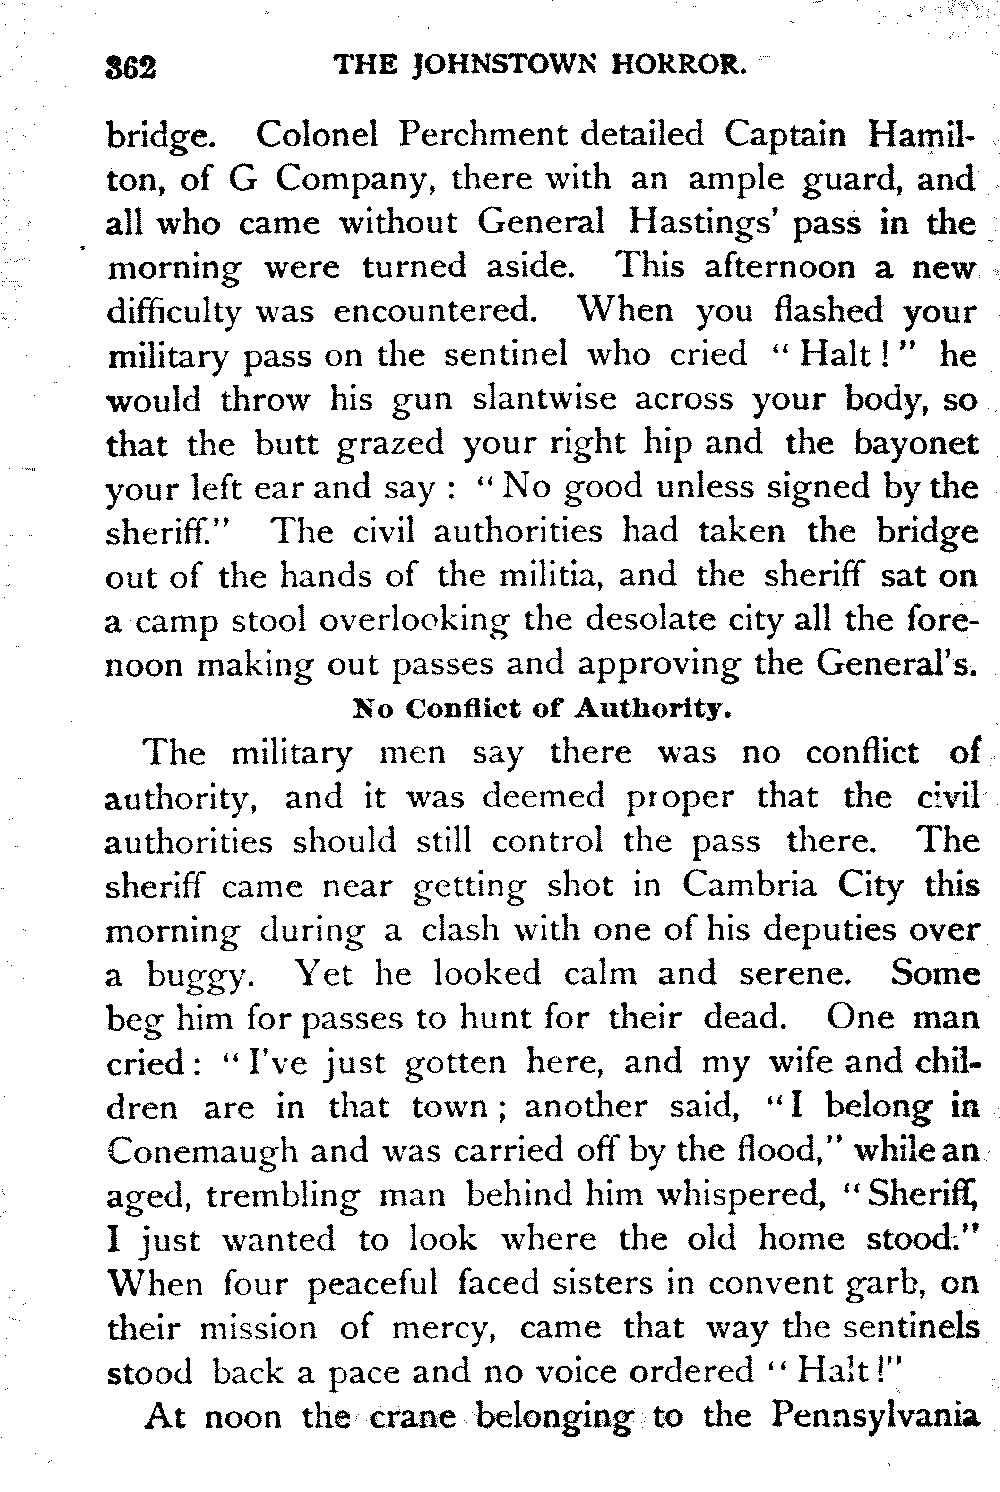 362 THE JOHNSTOWN HORROR.
bridge. Colonel Perchment detailed Captain Hamil-
ton, of G Company, there with an ample guard, and
all who came without General Hastings' pass in the
morning were turned aside. This afternoon a new
difficulty was encountered. When you flashed your
military pass on the sentinel who cried "Halt!" he
would throw his gun slantwise across your body, so
that the butt grazed your right hip and the bayonet
your left ear and say: "No good unless signed by the
sheriff." The civil authorities had taken the bridge
out of the hands of the militia, and the sheriff sat on
a camp stool overlooking the desolate city all the fore-
noon making out passes and approving the General's.
No Conflict of Authority.
The military men say there was no conflict of
authority, and it was deemed proper that the civil
authorities should still control the pass there. The
sheriff came near getting shot in Cambria City this
morning during a clash with one of his deputies over
a buggy. Yet he looked calm and serene. Some
beg him for passes to hunt for their dead. One man
cried: "I've just gotten here, and my wife and chil-
dren are in that town; another said, "I belong in
Conemaugh and was carried off by the flood," while an
aged, trembling man behind him whispered, "Sheriff,
I just wanted to look where the old home stood."
When four peaceful faced sisters in convent garb, on
their mission of mercy, came that way the sentinels
stood back a pace and no voice ordered "Halt!"
At noon the crane belonging to the Pennsylvania